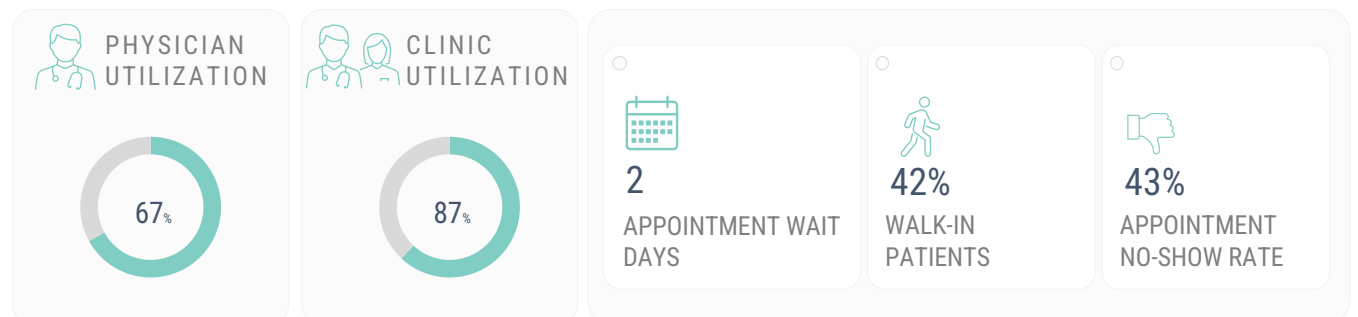 PHYSICIAN
UTILIZATION
67%
CLINIC
UTILIZATION
87%
2
APPOINTMENT WAIT
DAYS
42%
WALK-IN
PATIENTS
43%
APPOINTMENT
NO-SHOW RATE